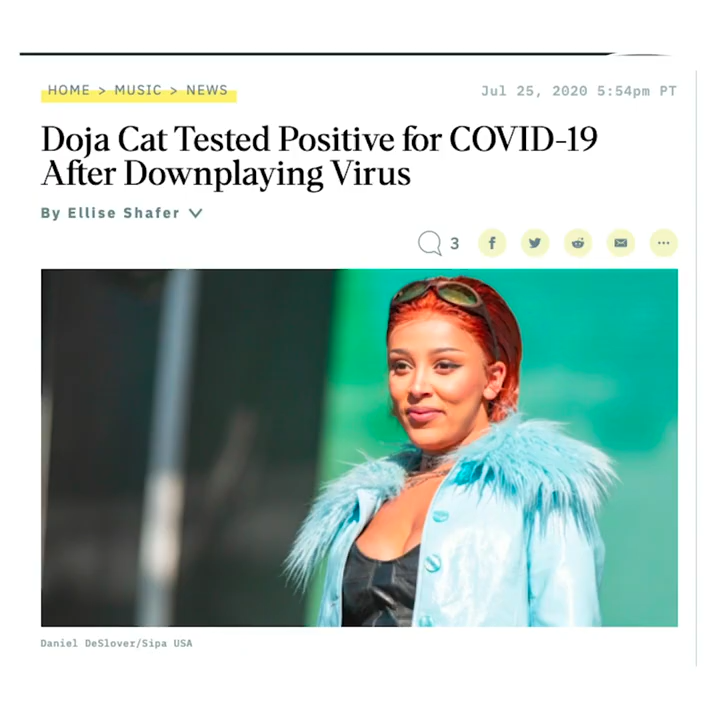 HOME > MUSIC > NEWS
Jul 25, 2020 5:54pm PT
Doja Cat Tested Positive for COVID-19
After Downplaying Virus
By Ellise Shafer
3
Daniel DeSlover/Sipa USA